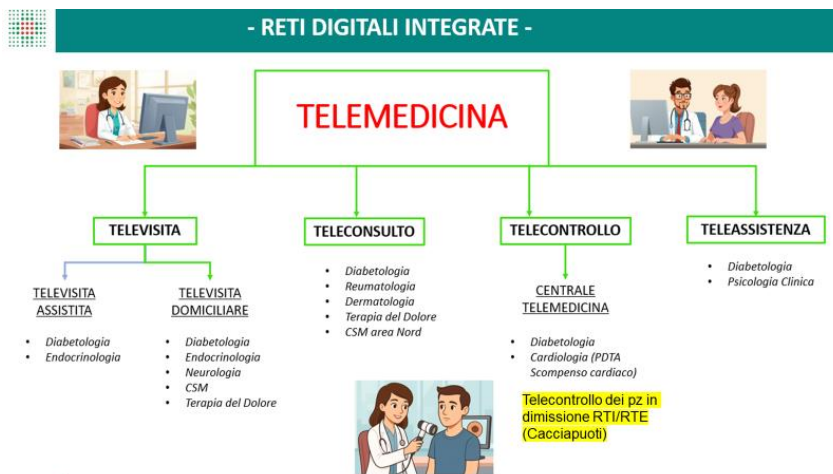 - RETI DIGITALI INTEGRATE -
TELEMEDICINA
TELEVISITA
TELEVISITA
ASSISTITA
• Diabetologia
• Endocrinologia
TELEVISITA
DOMICILIARE
• Diabetologia
• Endocrinologia
• Neurologia
• CSM
• Terapia del Dolore
TELECONSULTO
• Diabetologia
• Reumatologia
• Dermatologia
• Terapia del Dolore
• CSM area Nord
TELECONTROLLO
CENTRALE
TELEMEDICINA
• Diabetologia
• Cardiologia (PDTA
Scompenso cardiaco)
Telecontrollo dei pz in
dimissione RTI/RTE
(Cacciapuoti)
TELEASSISTENZA
• Diabetologia
• Psicologia Clinica